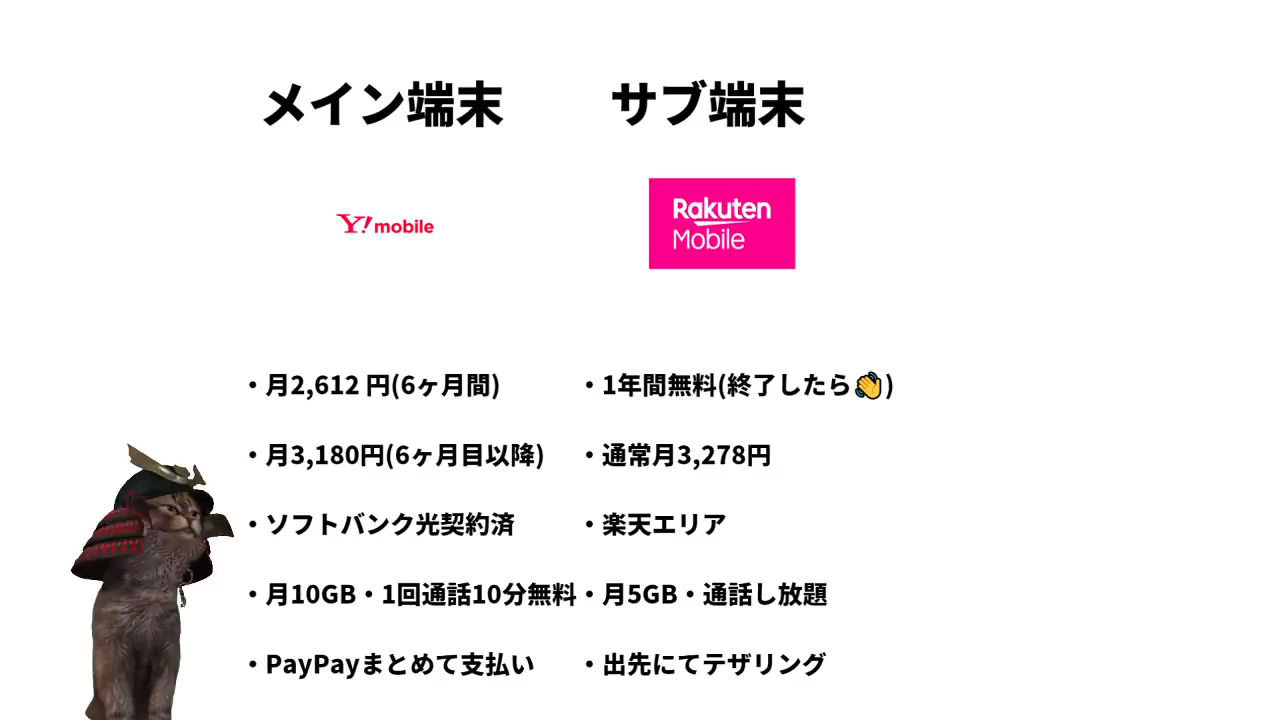 メイン端末
サブ端末
Y!mobile
Rakuten
Mobile
・月2,612 円(6ヶ月間)
・月3,180円(6ヶ月目以降)
・ソフトバンク光契約済
・月10GB・1回通話10分無料
・PayPayまとめて支払い
・1年間無料(終了したら👏)
・通常月3,278円
・楽天エリア
・月5GB・通話し放題
・出先にてテザリング